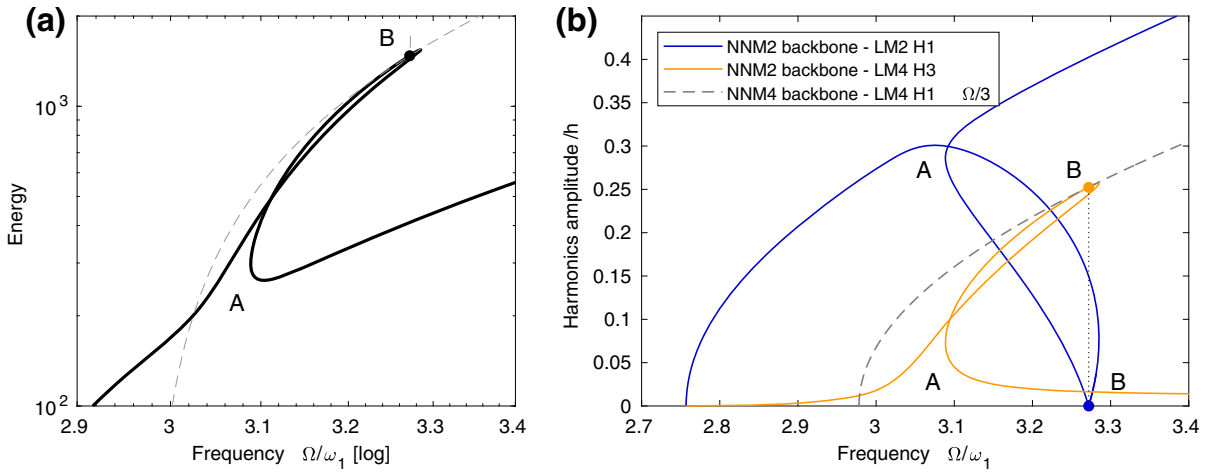 (a)
B
A
10^3
10^2
Energy
2.9 3 3.1 3.2 3.3 3.4
Frequency Ω/ω_1 [log]
(b)
NNM2 backbone - LM2 H1
NNM2 backbone - LM4 H3
NNM4 backbone - LM4 H1 Ω/3
A
B
A
B
0.4
0.35
0.3
0.25
0.2
0.15
0.1
0.05
0
Harmonics amplitude /h
2.7 2.8 2.9 3 3.1 3.2 3.3 3.4
Frequency Ω/ω_1